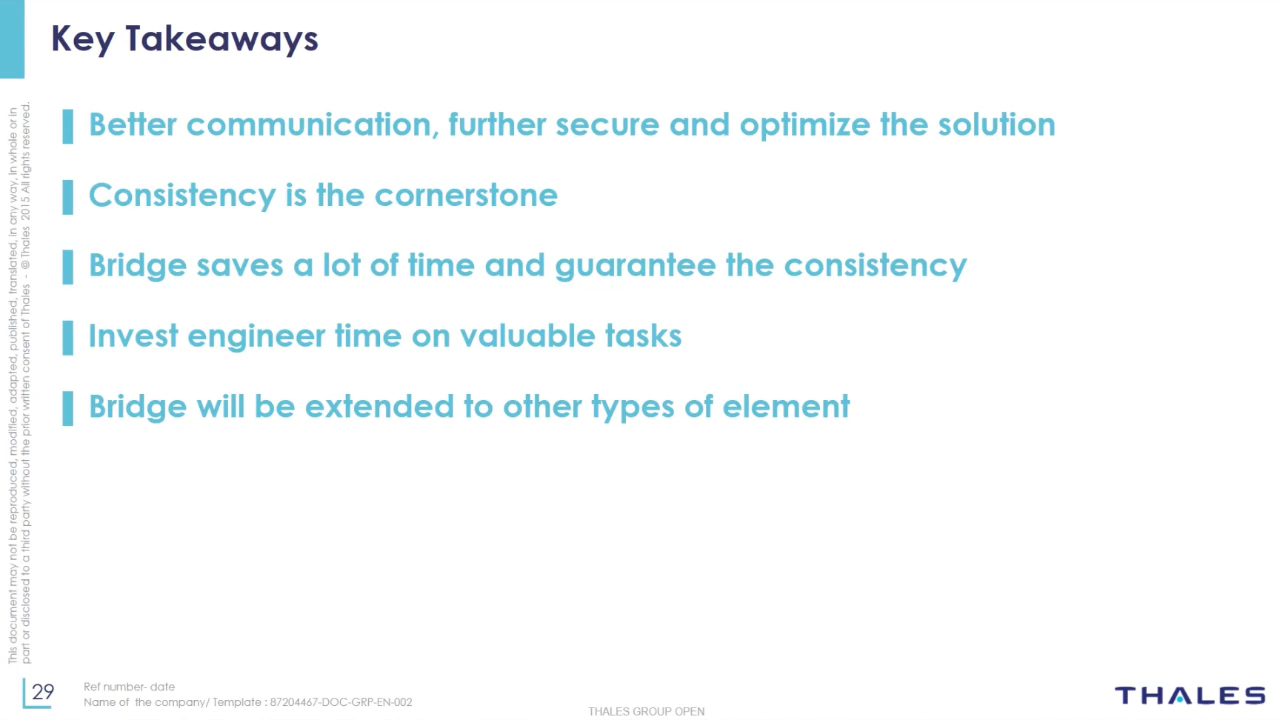 Key Takeaways
Better communication, further secure and optimize the solution
Consistency is the cornerstone
Bridge saves a lot of time and guarantee the consistency
Invest engineer time on valuable tasks
Bridge will be extended to other types of element
This document may not be reproduced, modified, adapted, published, translated, in any way, in whole or in
part or disclosed to a third party without the prior written consent of Thales - © Thales 2015 All rights reserved.
29
Ref number- date
Name of the company/ Template : 87204467-DOC-GRP-EN-002
THALES GROUP OPEN
THALES